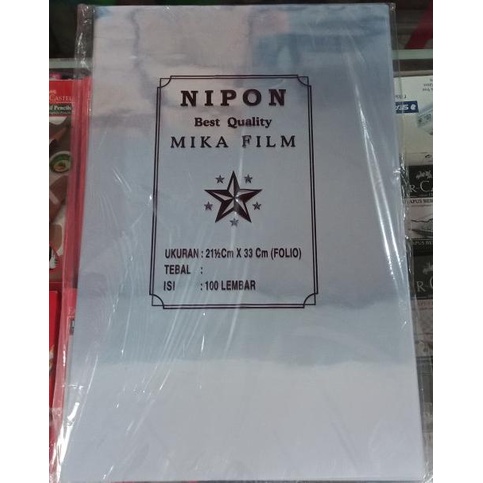 NIPON
Best Quality
MIKA FILM
UKURAN : 21½Cm X 33 Cm (FOLIO)
TEBAL :
ISI : 100 LEMBAR